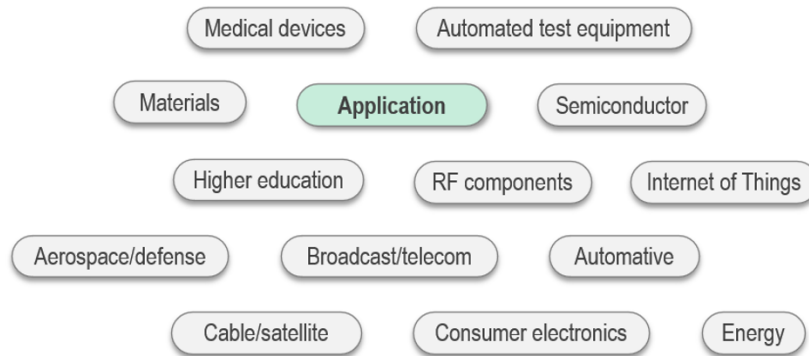 Medical devices
Automated test equipment
Materials
Application
Semiconductor
Higher education
RF components
Internet of Things
Aerospace/defense
Broadcast/telecom
Automative
Cable/satellite
Consumer electronics
Energy